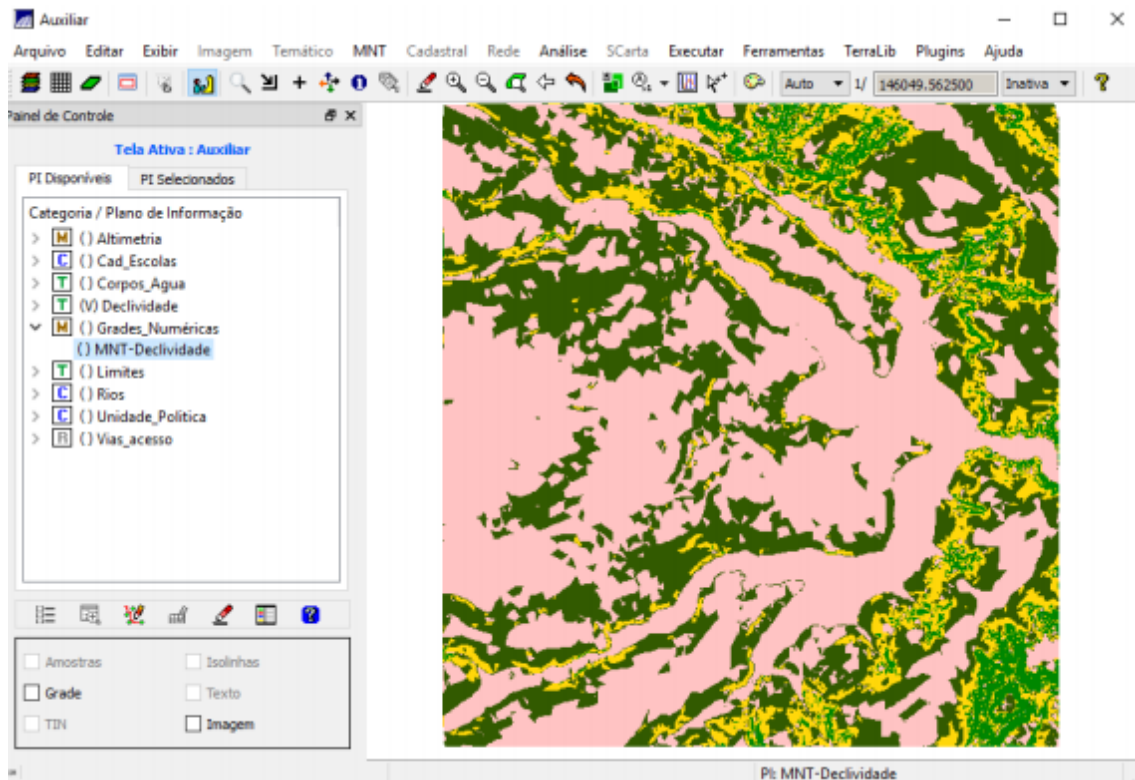 Auxiliar
Arquivo Editar Exibir Imagem Temático MNT Cadastral Rede Análise SCarta Executar Ferramentas TerraLib Plugins Ajuda
Auto 1/ 146049.562500 Inativa
Painel de Controle
Tela Ativa : Auxiliar
PI Disponíveis PI Selecionados
Categoria / Plano de Informação
M () Altimetria
C () Cad_Escolas
T () Corpos_Agua
T (V) Declividade
M () Grades_Numéricas
() MNT-Declividade
T () Limites
C () Rios
C () Unidade_Política
R () Vias_acesso
Amostras Isolinhas
Grade Texto
TIN Imagem
PI: MNT-Declividade